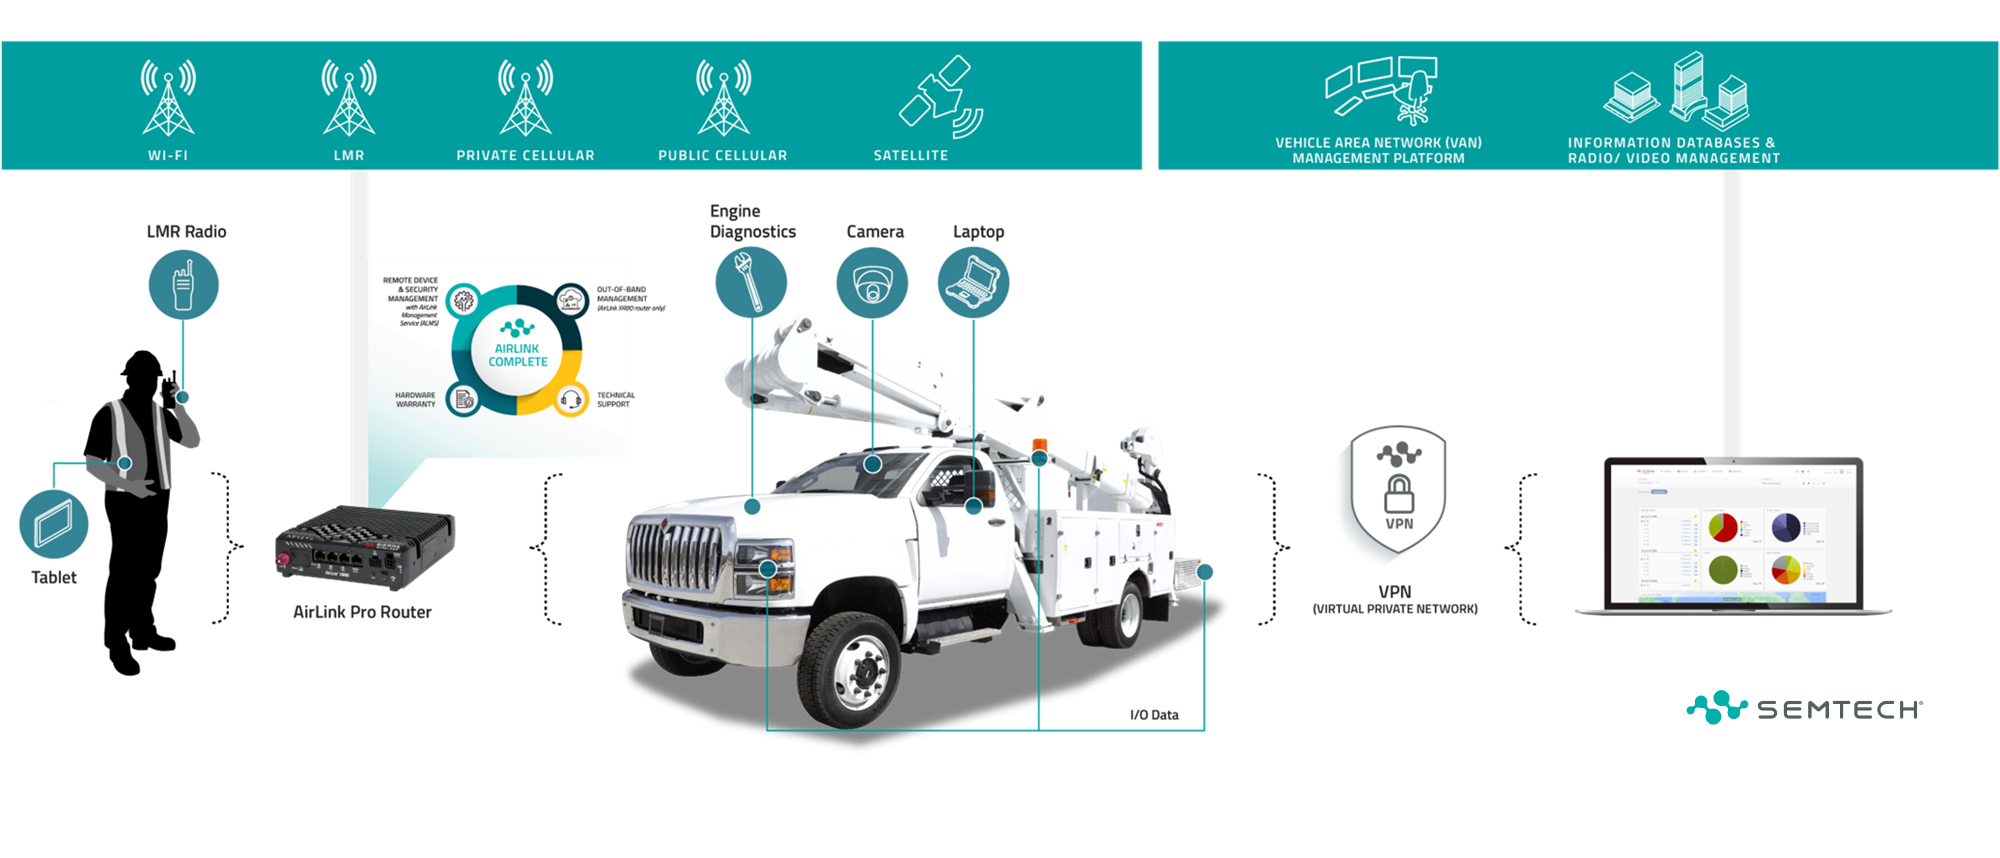 WI-FI
LMR
PRIVATE CELLULAR
PUBLIC CELLULAR
SATELLITE
VEHICLE AREA NETWORK (VAN)
MANAGEMENT PLATFORM
INFORMATION DATABASES &
RADIO/ VIDEO MANAGEMENT
LMR Radio
Tablet
REMOTE DEVICE
& SECURITY
MANAGEMENT
with AirLink
Management
Service (ALMS)
OUT-OF-BAND
MANAGEMENT
(AirLink XR80 router only)
AIRLINK
COMPLETE
HARDWARE
WARRANTY
TECHNICAL
SUPPORT
AirLink Pro Router
Engine
Diagnostics
Camera
Laptop
I/O Data
VPN
VPN
(VIRTUAL PRIVATE NETWORK)
SEMTECH®